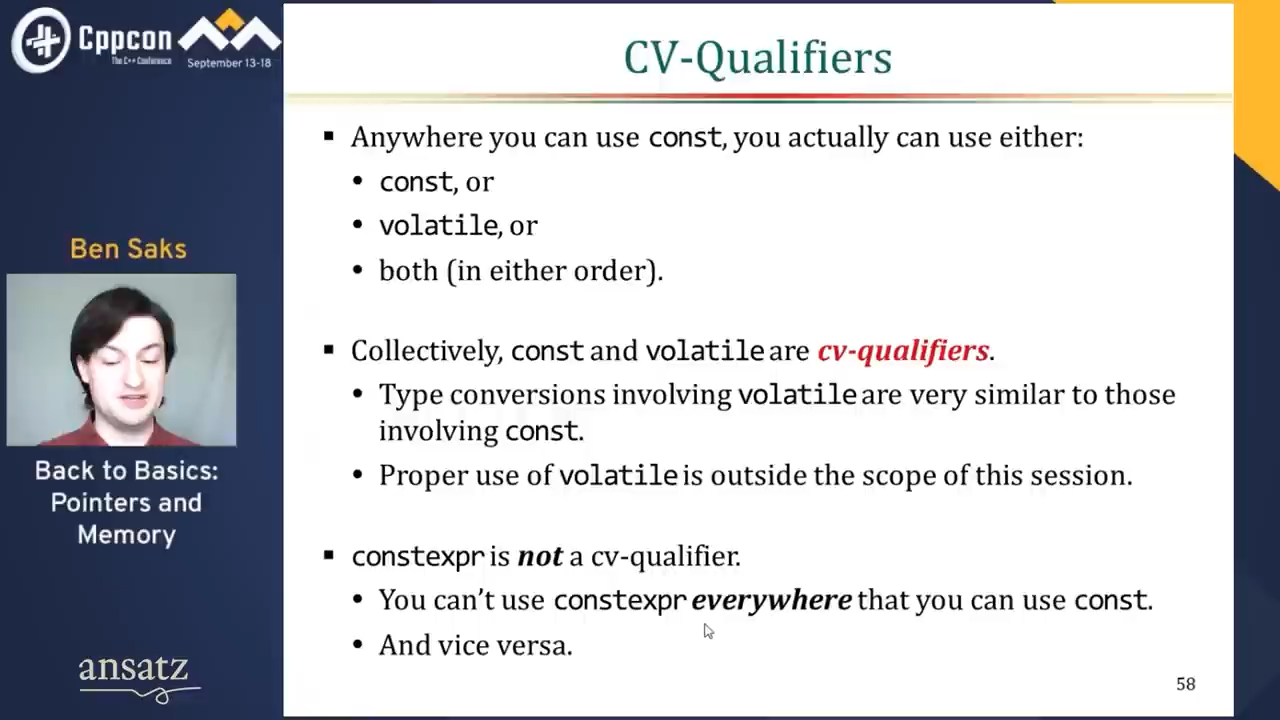 Cppcon
The C++ Conference
September 13-18
Ben Saks
Back to Basics:
Pointers and
Memory
ansatz
CV-Qualifiers
▪ Anywhere you can use const, you actually can use either:
• const, or
• volatile, or
• both (in either order).
▪ Collectively, const and volatile are cv-qualifiers.
• Type conversions involving volatile are very similar to those
involving const.
• Proper use of volatile is outside the scope of this session.
▪ constexpr is not a cv-qualifier.
• You can’t use constexpr everywhere that you can use const.
• And vice versa.
58